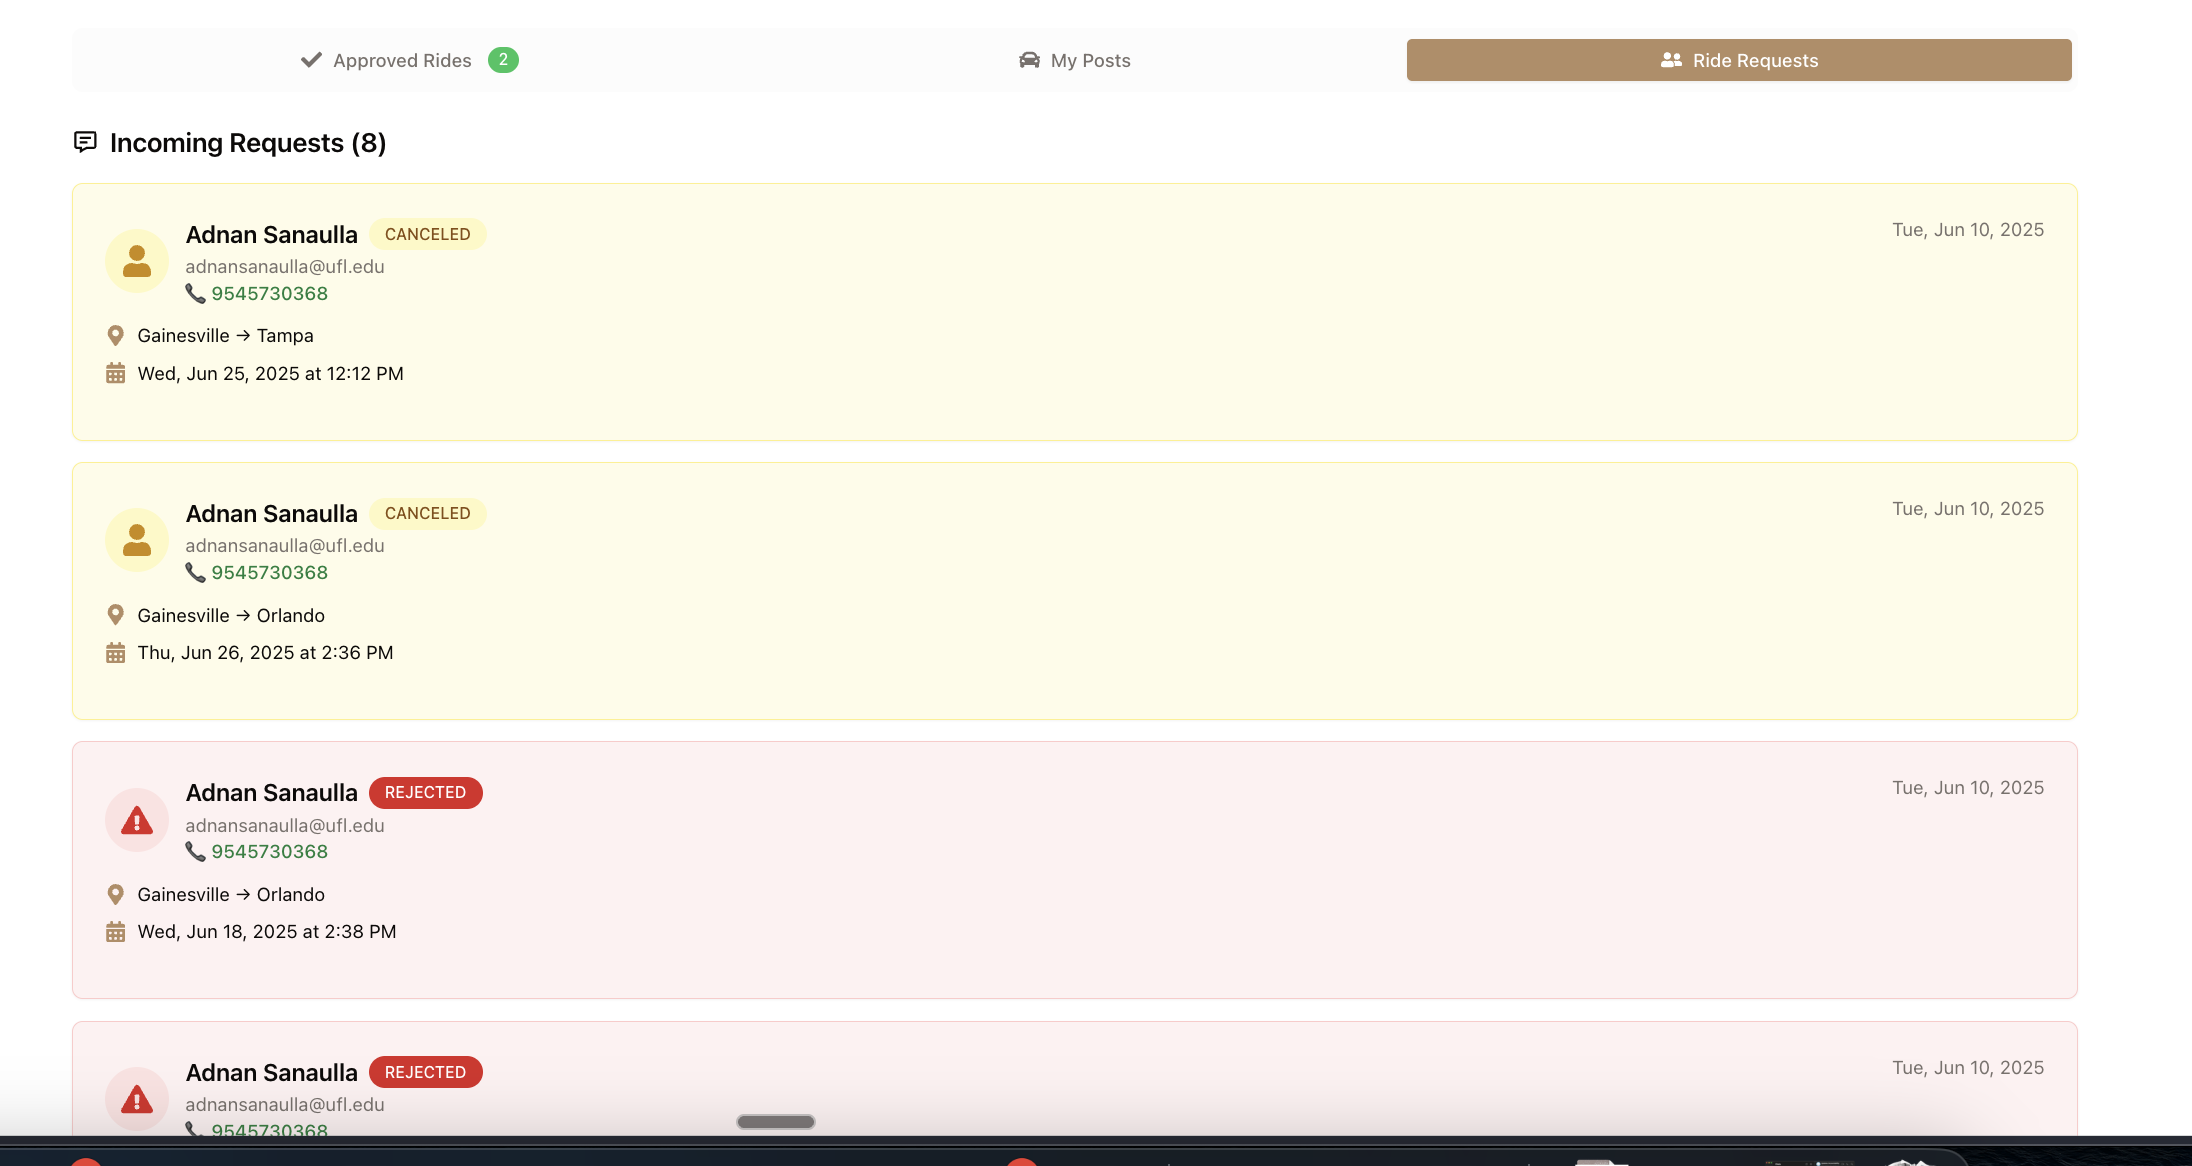 Approved Rides 2
My Posts
Ride Requests
Incoming Requests (8)
Adnan Sanaulla CANCELED
Tue, Jun 10, 2025
adnansanaulla@ufl.edu
9545730368
Gainesville → Tampa
Wed, Jun 25, 2025 at 12:12 PM
Adnan Sanaulla CANCELED
Tue, Jun 10, 2025
adnansanaulla@ufl.edu
9545730368
Gainesville → Orlando
Thu, Jun 26, 2025 at 2:36 PM
Adnan Sanaulla REJECTED
Tue, Jun 10, 2025
adnansanaulla@ufl.edu
9545730368
Gainesville → Orlando
Wed, Jun 18, 2025 at 2:38 PM
Adnan Sanaulla REJECTED
Tue, Jun 10, 2025
adnansanaulla@ufl.edu
9545730368